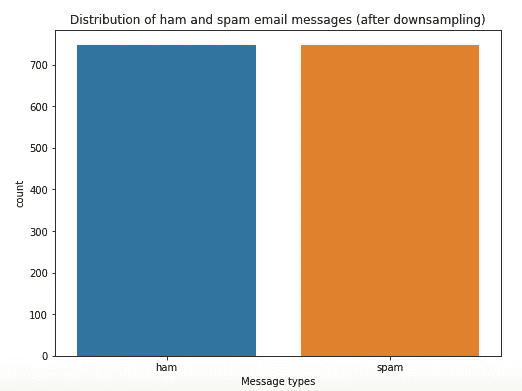 Distribution of ham and spam email messages (after downsampling)
700
600
500
400
300
200
100
0
count
ham spam
Message types